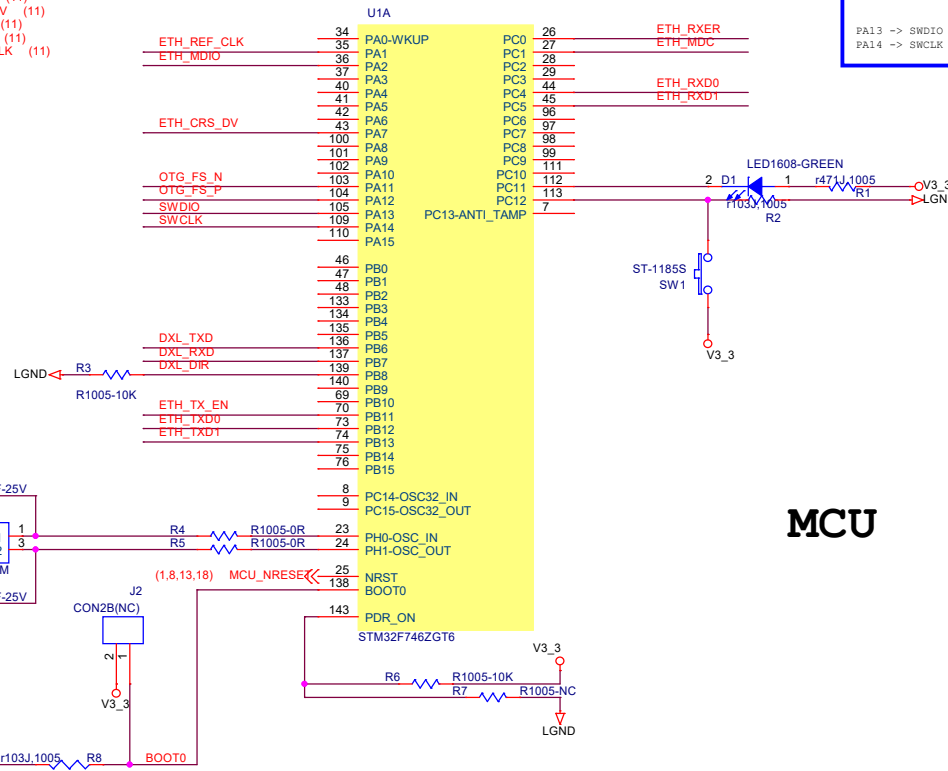 V (11)
(11)
(11)
LK (11)
PA13 -> SWDIO
PA14 -> SWCLK
U1A
34 PA0-WKUP
ETH_REF_CLK 35 PA1
ETH_MDIO 36 PA2
37 PA3
40 PA4
41 PA5
42 PA6
ETH_CRS_DV 43 PA7
100 PA8
101 PA9
102 PA10
OTG_FS_N 103 PA11
OTG_FS_P 104 PA12
SWDIO 105 PA13
SWCLK 109 PA14
110 PA15
46 PB0
47 PB1
48 PB2
133 PB3
134 PB4
135 PB5
DXL_TXD 136 PB6
DXL_RXD 137 PB7
DXL_DIR 139 PB8
140 PB9
69 PB10
ETH_TX_EN 70 PB11
ETH_TXD0 73 PB12
ETH_TXD1 74 PB13
75 PB14
76 PB15
8 PC14-OSC32_IN
9 PC15-OSC32_OUT
23 PH0-OSC_IN
24 PH1-OSC_OUT
25 NRST
138 BOOT0
143 PDR_ON
STM32F746ZGT6
PC0 26 ETH_RXER
PC1 27 ETH_MDC
PC2 28
PC3 29
PC4 44 ETH_RXD0
PC5 45 ETH_RXD1
PC6 96
PC7 97
PC8 98
PC9 99
PC10 111
PC11 112
PC12 113
PC13-ANTI_TAMP 7
LED1608-GREEN
2 D1 1 r471J,1005 V3_3
R1
LGN
r103J,1005
R2
ST-1185S
SW1
V3_3
LGND R3
R1005-10K
F-25V
1 R4 R1005-0R
3 R5 R1005-0R
M
F-25V
(1,8,13,18) MCU_NRESET
J2
CON2B(NC)
2 1
V3_3
r103J,1005 R8 BOOT0
V3_3
R6 R1005-10K
R7 R1005-NC
LGND
MCU